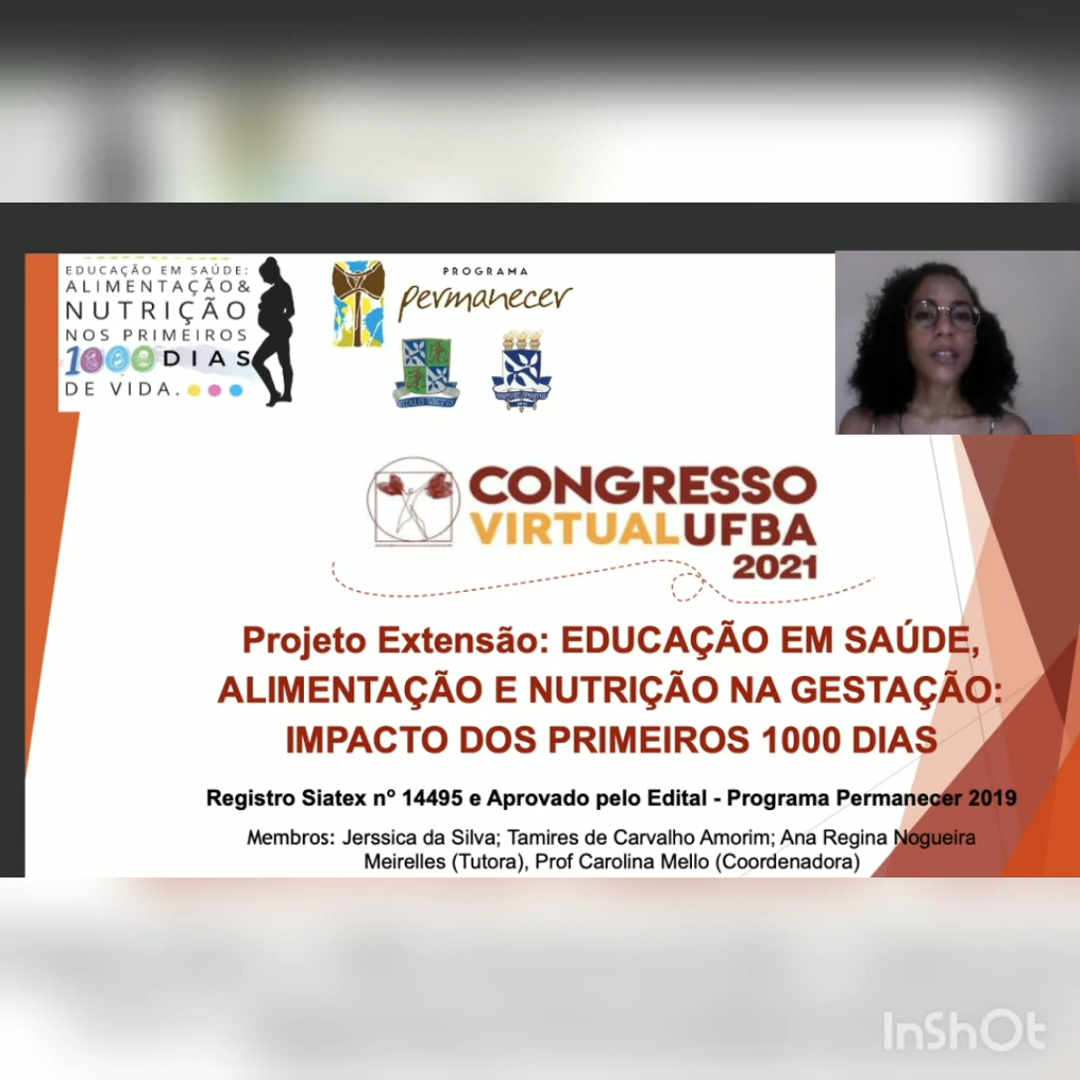 EDUCAÇÃO EM SAÚDE:
ALIMENTAÇÃO&
NUTRIÇÃO
NOS PRIMEIROS
1000 DIAS
DE VIDA.
PROGRAMA
permanecer
CONGRESSO
VIRTUAL UFBA
2021
Projeto Extensão: EDUCAÇÃO EM SAÚDE,
ALIMENTAÇÃO E NUTRIÇÃO NA GESTAÇÃO:
IMPACTO DOS PRIMEIROS 1000 DIAS
Registro Siatex nº 14495 e Aprovado pelo Edital - Programa Permanecer 2019
Membros: Jerssica da Silva; Tamires de Carvalho Amorim; Ana Regina Nogueira
Meirelles (Tutora), Prof Carolina Mello (Coordenadora)
InShOt